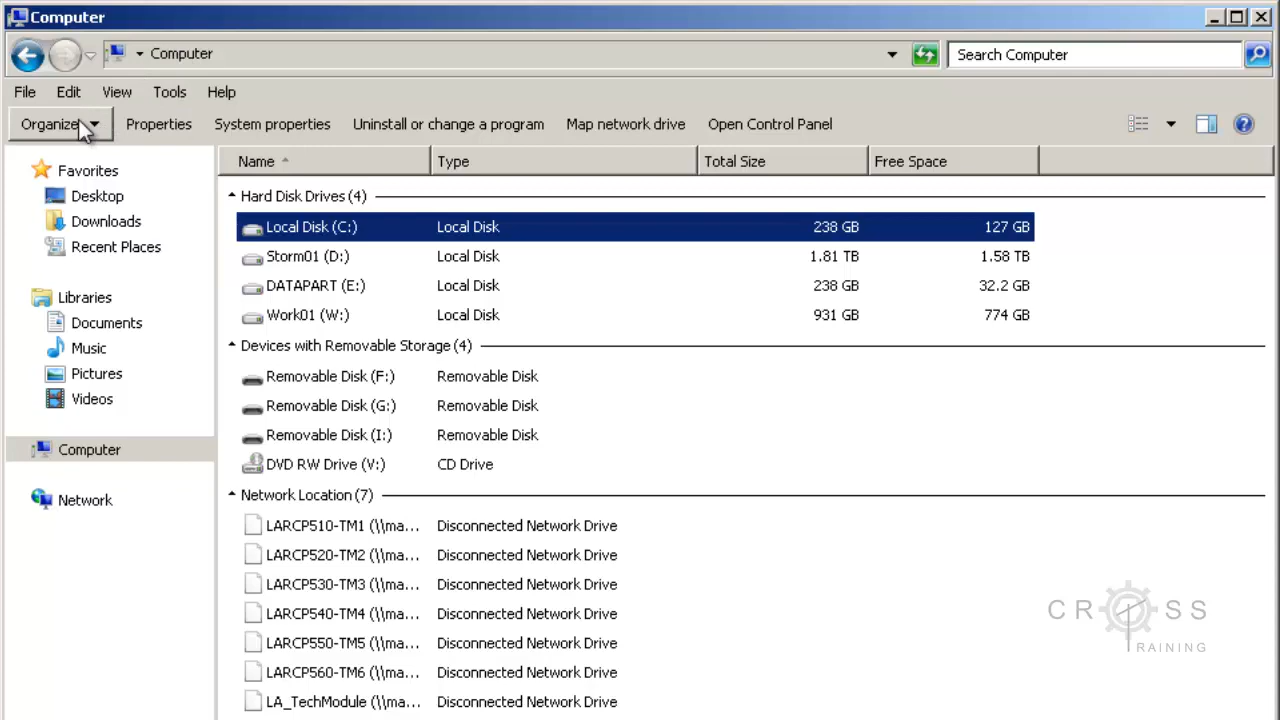 Computer
Computer
Search Computer
File Edit View Tools Help
Organize Properties System properties Uninstall or change a program Map network drive Open Control Panel
Favorites
Desktop
Downloads
Recent Places
Libraries
Documents
Music
Pictures
Videos
Computer
Network
Name Type Total Size Free Space
Hard Disk Drives (4)
Local Disk (C:) Local Disk 238 GB 127 GB
Storm01 (D:) Local Disk 1.81 TB 1.58 TB
DATAPART (E:) Local Disk 238 GB 32.2 GB
Work01 (W:) Local Disk 931 GB 774 GB
Devices with Removable Storage (4)
Removable Disk (F:) Removable Disk
Removable Disk (G:) Removable Disk
Removable Disk (I:) Removable Disk
DVD RW Drive (V:) CD Drive
Network Location (7)
LARCP510-TM1 (\\ma... Disconnected Network Drive
LARCP520-TM2 (\\ma... Disconnected Network Drive
LARCP530-TM3 (\\ma... Disconnected Network Drive
LARCP540-TM4 (\\ma... Disconnected Network Drive
LARCP550-TM5 (\\ma... Disconnected Network Drive
LARCP560-TM6 (\\ma... Disconnected Network Drive
LA_TechModule (\\ma... Disconnected Network Drive
CROSS
TRAINING